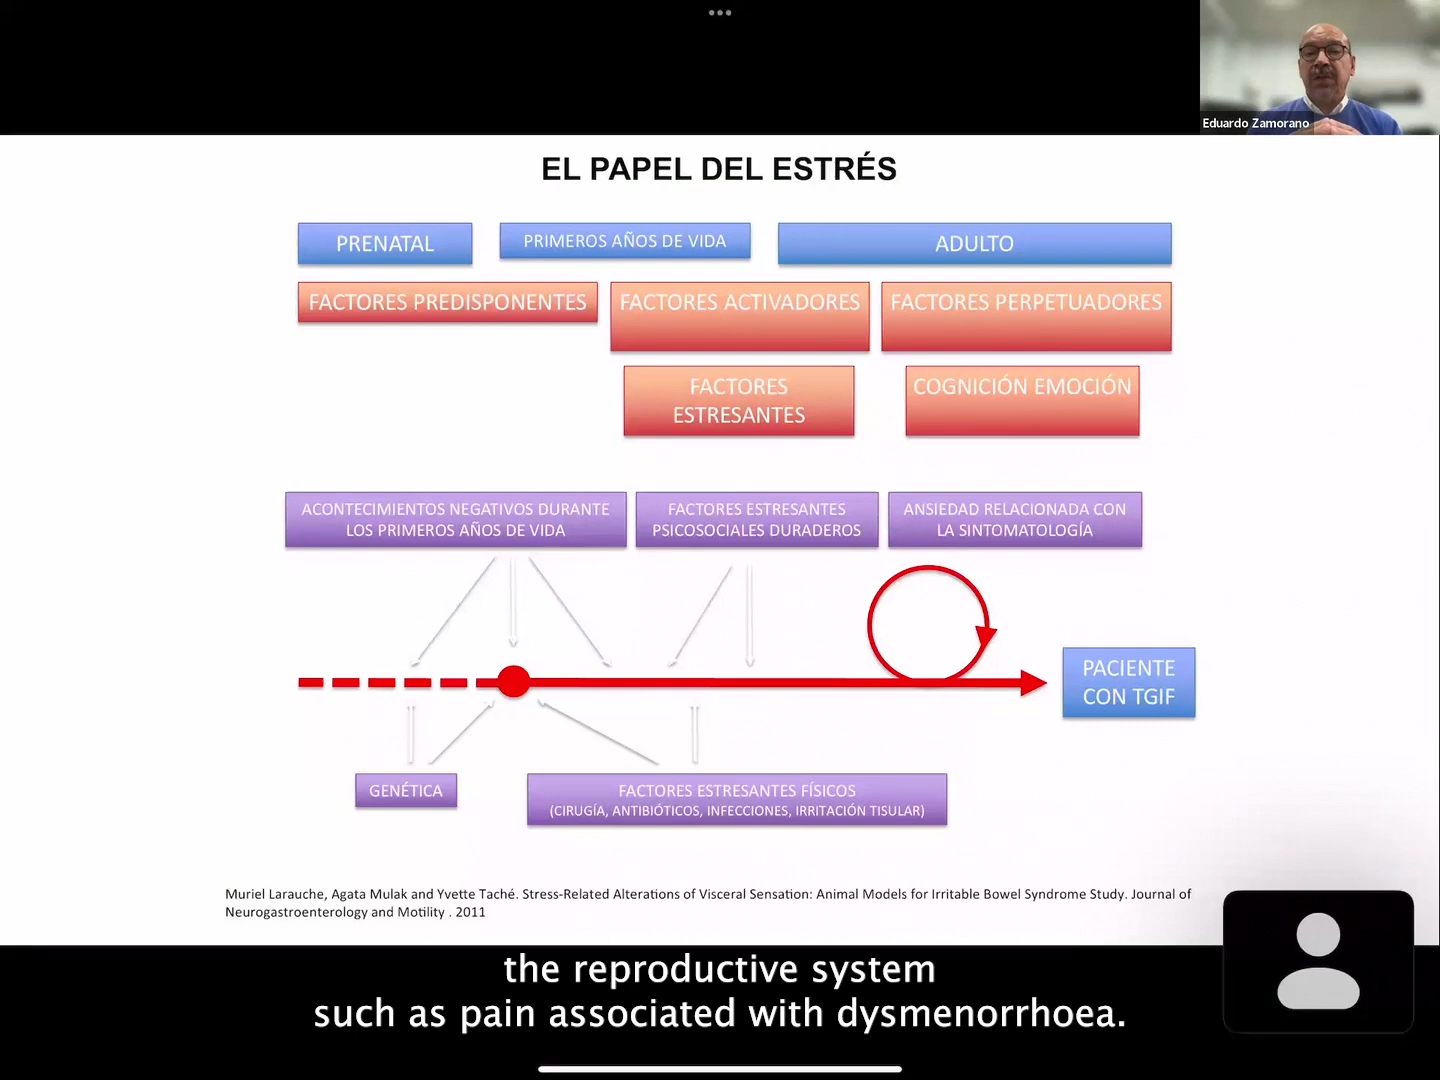 Eduardo Zamorano
EL PAPEL DEL ESTRÉS
PRENATAL
PRIMEROS AÑOS DE VIDA
ADULTO
FACTORES PREDISPONENTES
FACTORES ACTIVADORES
FACTORES PERPETUADORES
FACTORES
ESTRESANTES
COGNICIÓN EMOCIÓN
ACONTECIMIENTOS NEGATIVOS DURANTE
LOS PRIMEROS AÑOS DE VIDA
FACTORES ESTRESANTES
PSICOSOCIALES DURADEROS
ANSIEDAD RELACIONADA CON
LA SINTOMATOLOGÍA
PACIENTE
CON TGIF
GENÉTICA
FACTORES ESTRESANTES FÍSICOS
(CIRUGÍA, ANTIBIÓTICOS, INFECCIONES, IRRITACIÓN TISULAR)
Muriel Larauche, Agata Mulak and Yvette Taché. Stress-Related Alterations of Visceral Sensation: Animal Models for Irritable Bowel Syndrome Study. Journal of
Neurogastroenterology and Motility . 2011
the reproductive system
such as pain associated with dysmenorrhoea.